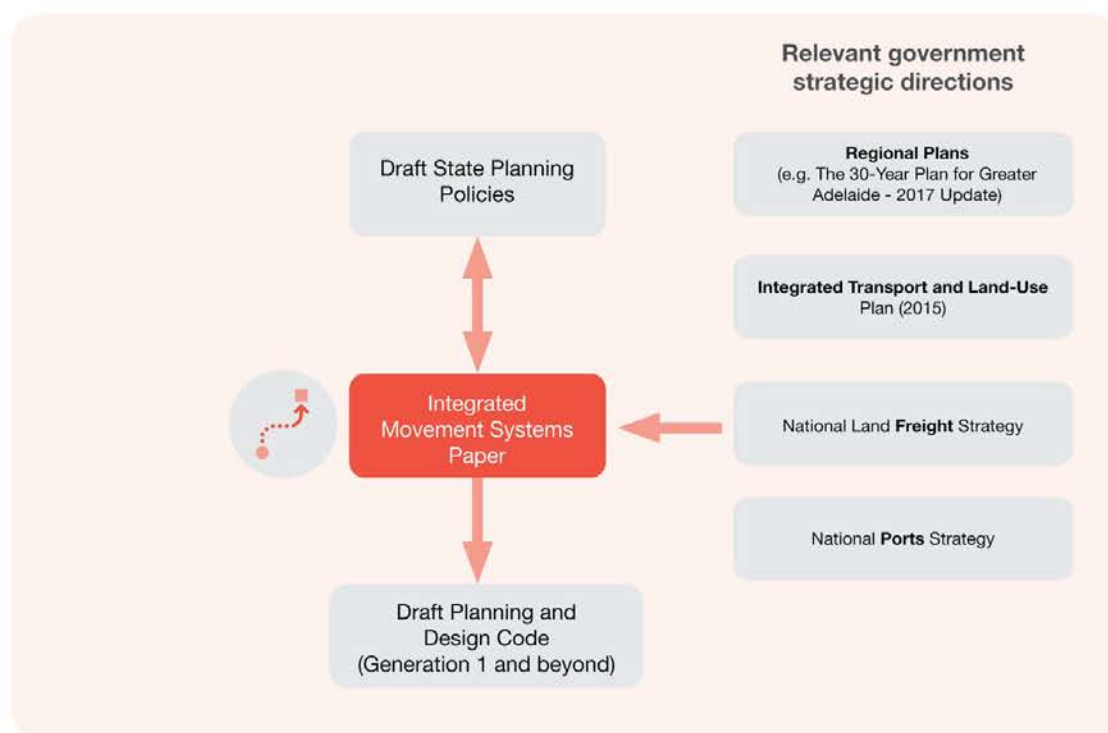 Relevant government
strategic directions
Draft State Planning
Policies
Regional Plans
(e.g. The 30-Year Plan for Greater
Adelaide - 2017 Update)
Integrated Transport and Land-Use
Plan (2015)
Integrated
Movement Systems
Paper
National Land Freight Strategy
National Ports Strategy
Draft Planning and
Design Code
(Generation 1 and beyond)